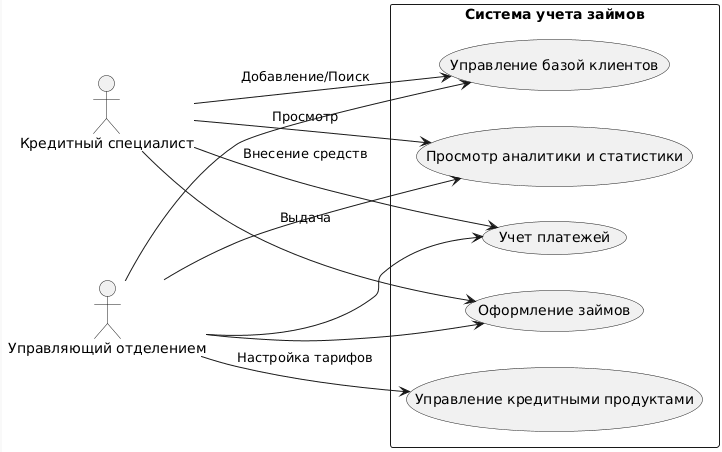 Система учета займов
Управление базой клиентов
Добавление/Поиск
Просмотр
Кредитный специалист
Внесение средств
Просмотр аналитики и статистики
Выдача
Учет платежей
Оформление займов
Управляющий отделением
Настройка тарифов
Управление кредитными продуктами